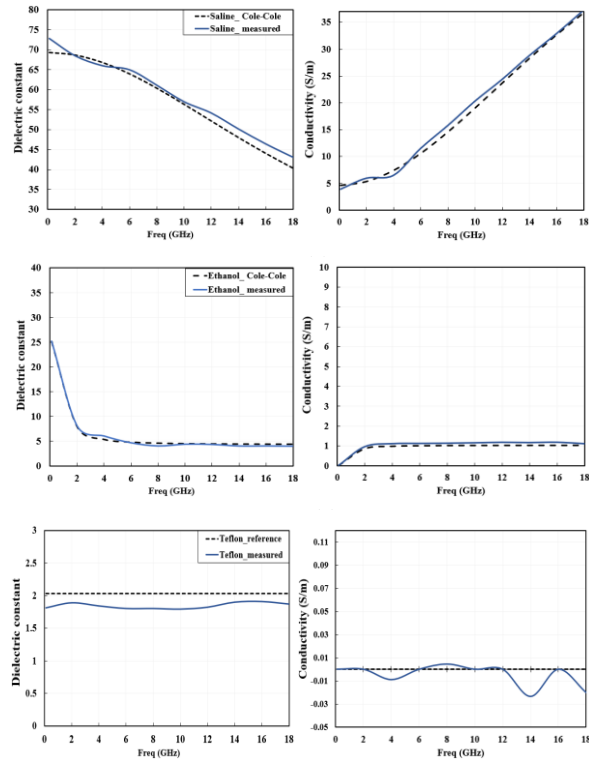 80
75
70
65
60
55
50
45
40
35
30
Dielectric constant
Saline_ Cole-Cole
Saline_ measured
0 2 4 6 8 10 12 14 16 18
Freq (GHz)
35
30
25
20
15
10
5
0
Conductivity (S/m)
0 2 4 6 8 10 12 14 16 18
Freq (GHz)
40
35
30
25
20
15
10
5
0
Dielectric constant
Ethanol_ Cole-Cole
Ethanol_ measured
0 2 4 6 8 10 12 14 16 18
Freq (GHz)
10
9
8
7
6
5
4
3
2
1
0
Conductivity (S/m)
0 2 4 6 8 10 12 14 16 18
Freq (GHz)
3
2.5
2
1.5
1
0.5
0
Dielectric constant
Teflon_reference
Teflon_measured
0 2 4 6 8 10 12 14 16 18
Freq (GHz)
0.11
0.09
0.07
0.05
0.03
0.01
-0.01
-0.03
-0.05
Conductivity (S/m)
0 2 4 6 8 10 12 14 16 18
Freq (GHz)